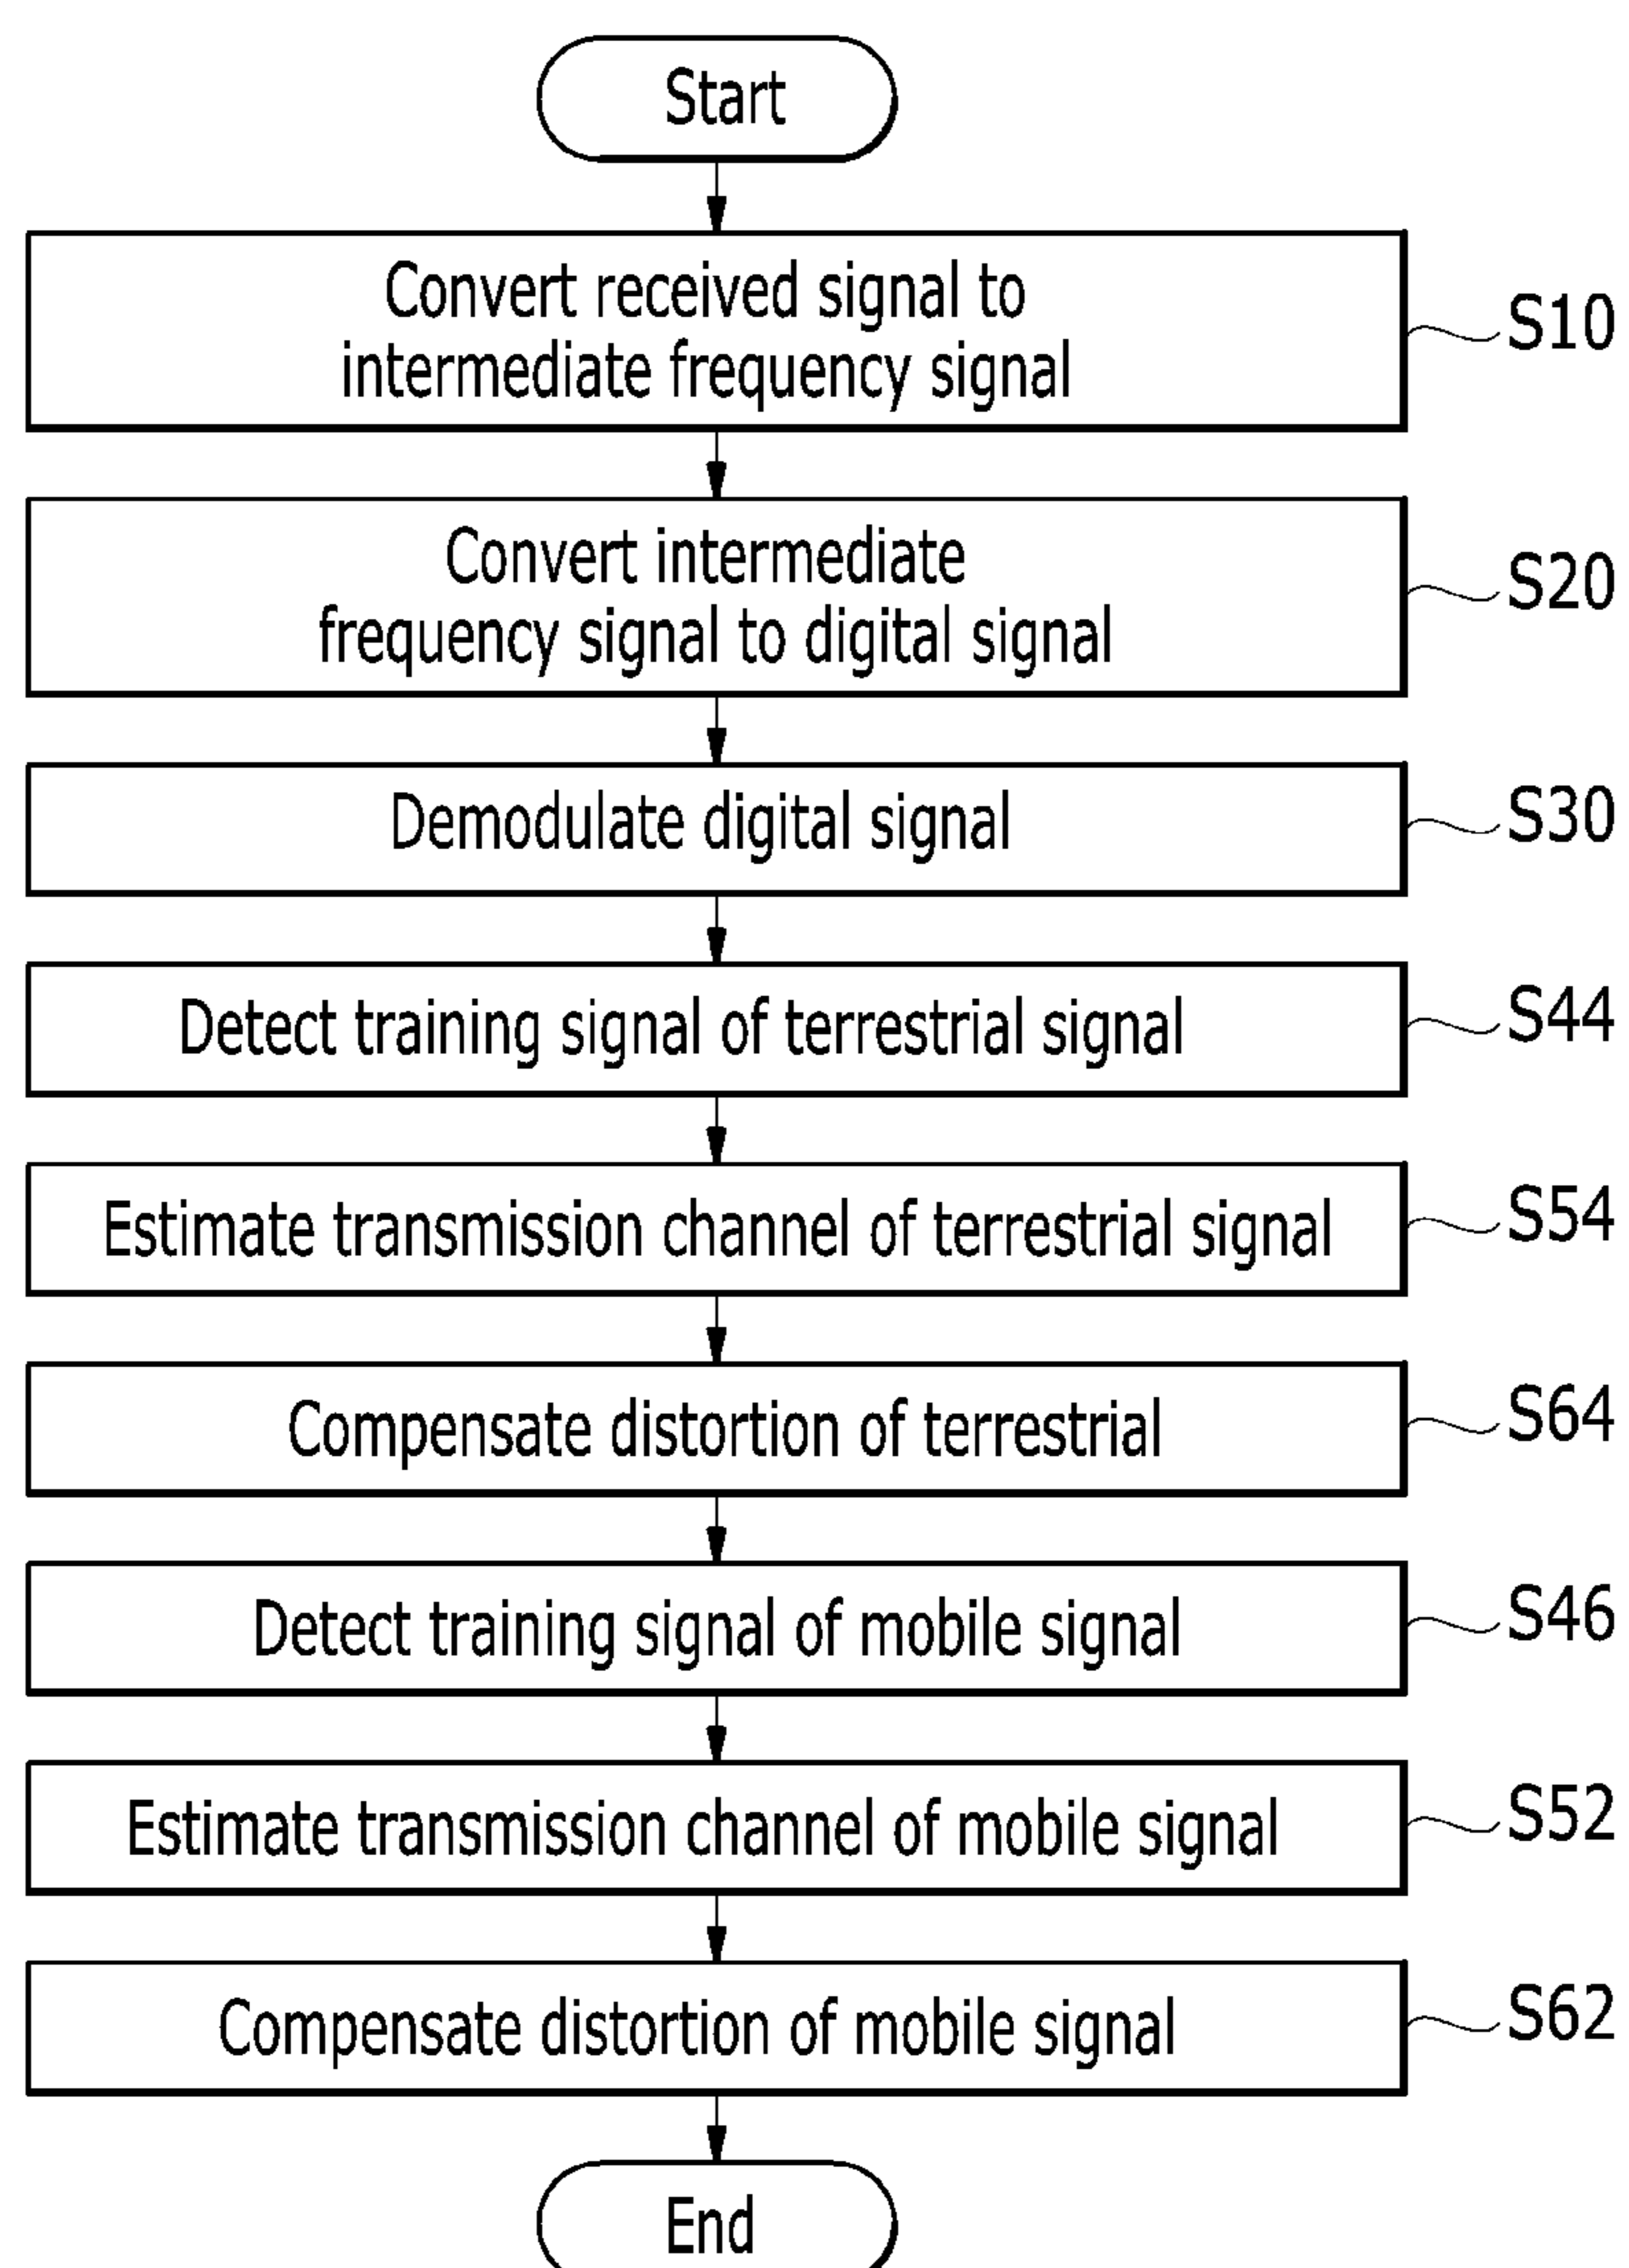 Start
Convert received signal to
intermediate frequency signal
S10
Convert intermediate
frequency signal to digital signal
S20
Demodulate digital signal
S30
Detect training signal of terrestrial signal
S44
Estimate transmission channel of terrestrial signal
S54
Compensate distortion of terrestrial
S64
Detect training signal of mobile signal
S46
Estimate transmission channel of mobile signal
S52
Compensate distortion of mobile signal
S62
End